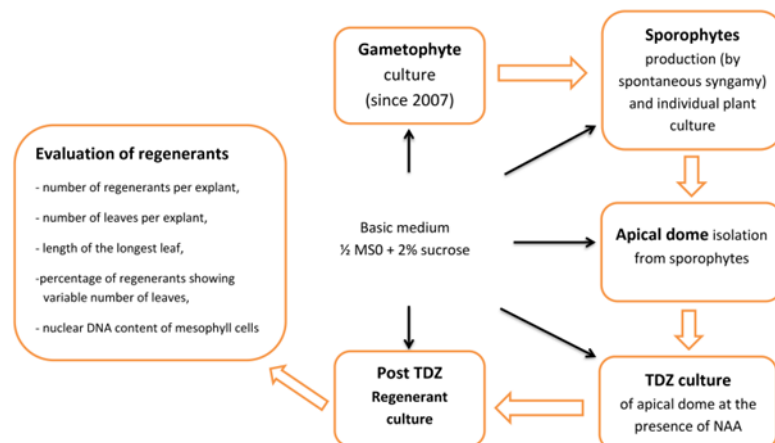 Gametophyte
culture
(since 2007)
Sporophytes
production (by
spontaneous syngamy)
and individual plant
culture
Evaluation of regenerants
- number of regenerants per explant,
- number of leaves per explant,
- length of the longest leaf,
-percentage of regenerants showing
variable number of leaves,
- nuclear DNA content of mesophyll cells
Basic medium
½ MS0 + 2% sucrose
Apical dome isolation
from sporophytes
Post TDZ
Regenerant
culture
TDZ culture
of apical dome at the
presence of NAA